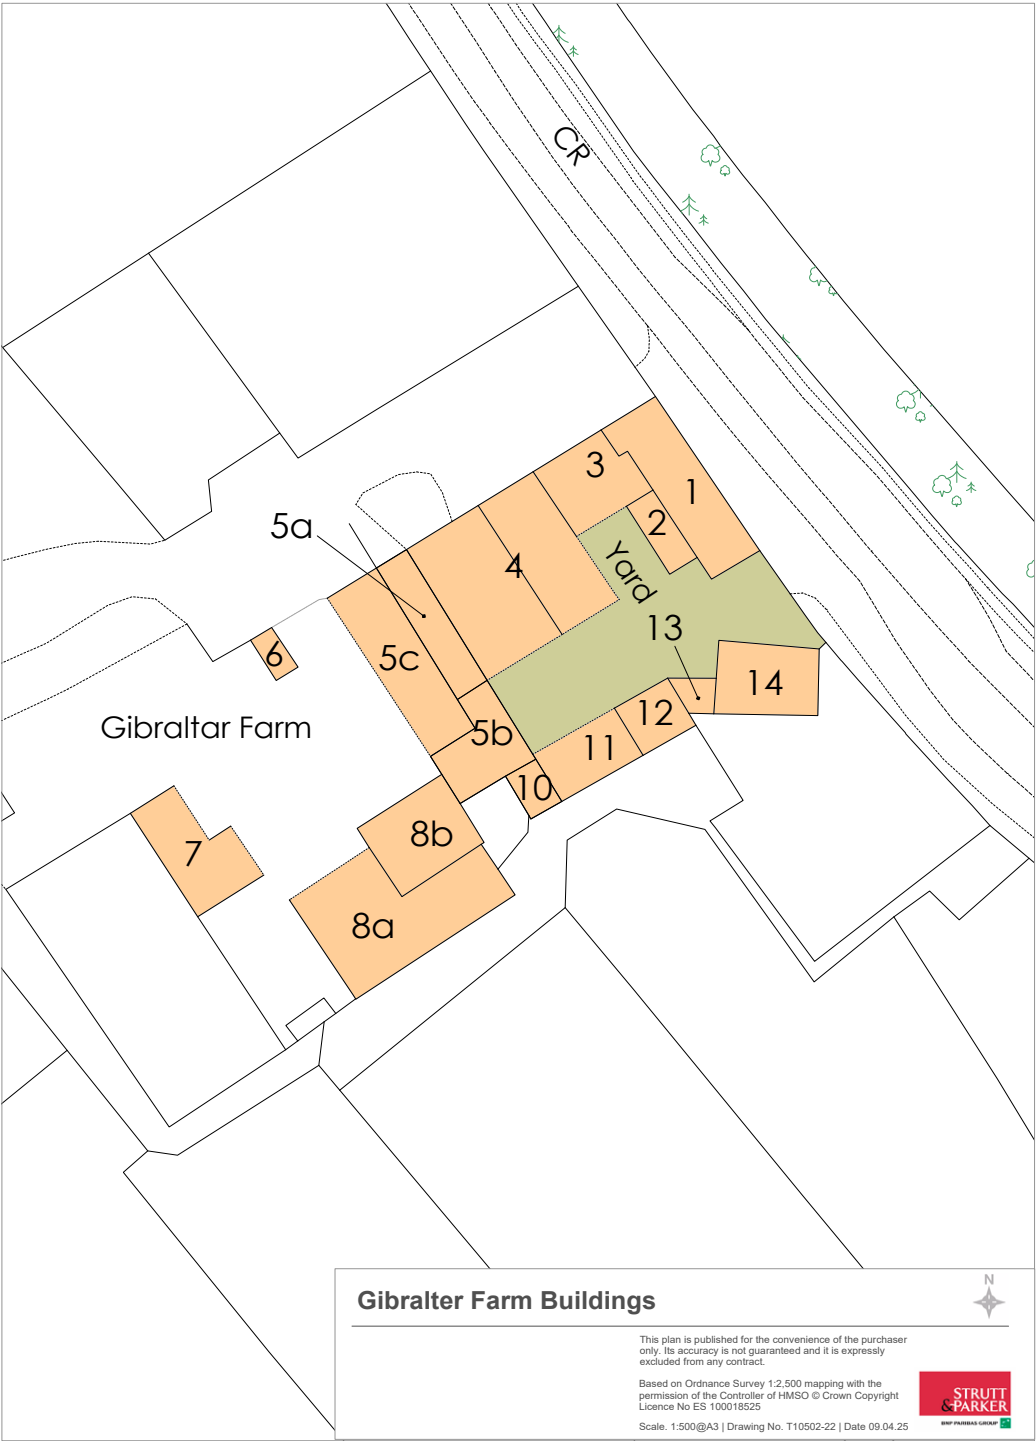 CR
3
1
2
5a
4
Yard
13
6
5c
14
5b
12
Gibraltar Farm
11
10
8b
7
8a
Gibralter Farm Buildings
N
This plan is published for the convenience of the purchaser
only. Its accuracy is not guaranteed and it is expressly
excluded from any contract.
Based on Ordnance Survey 1:2,500 mapping with the
permission of the Controller of HMSO © Crown Copyright
Licence No ES 100018525
Scale. 1:500@A3 | Drawing No. T10502-22 | Date 09.04.25
STRUTT
&PARKER
BNP PARIBAS GROUP